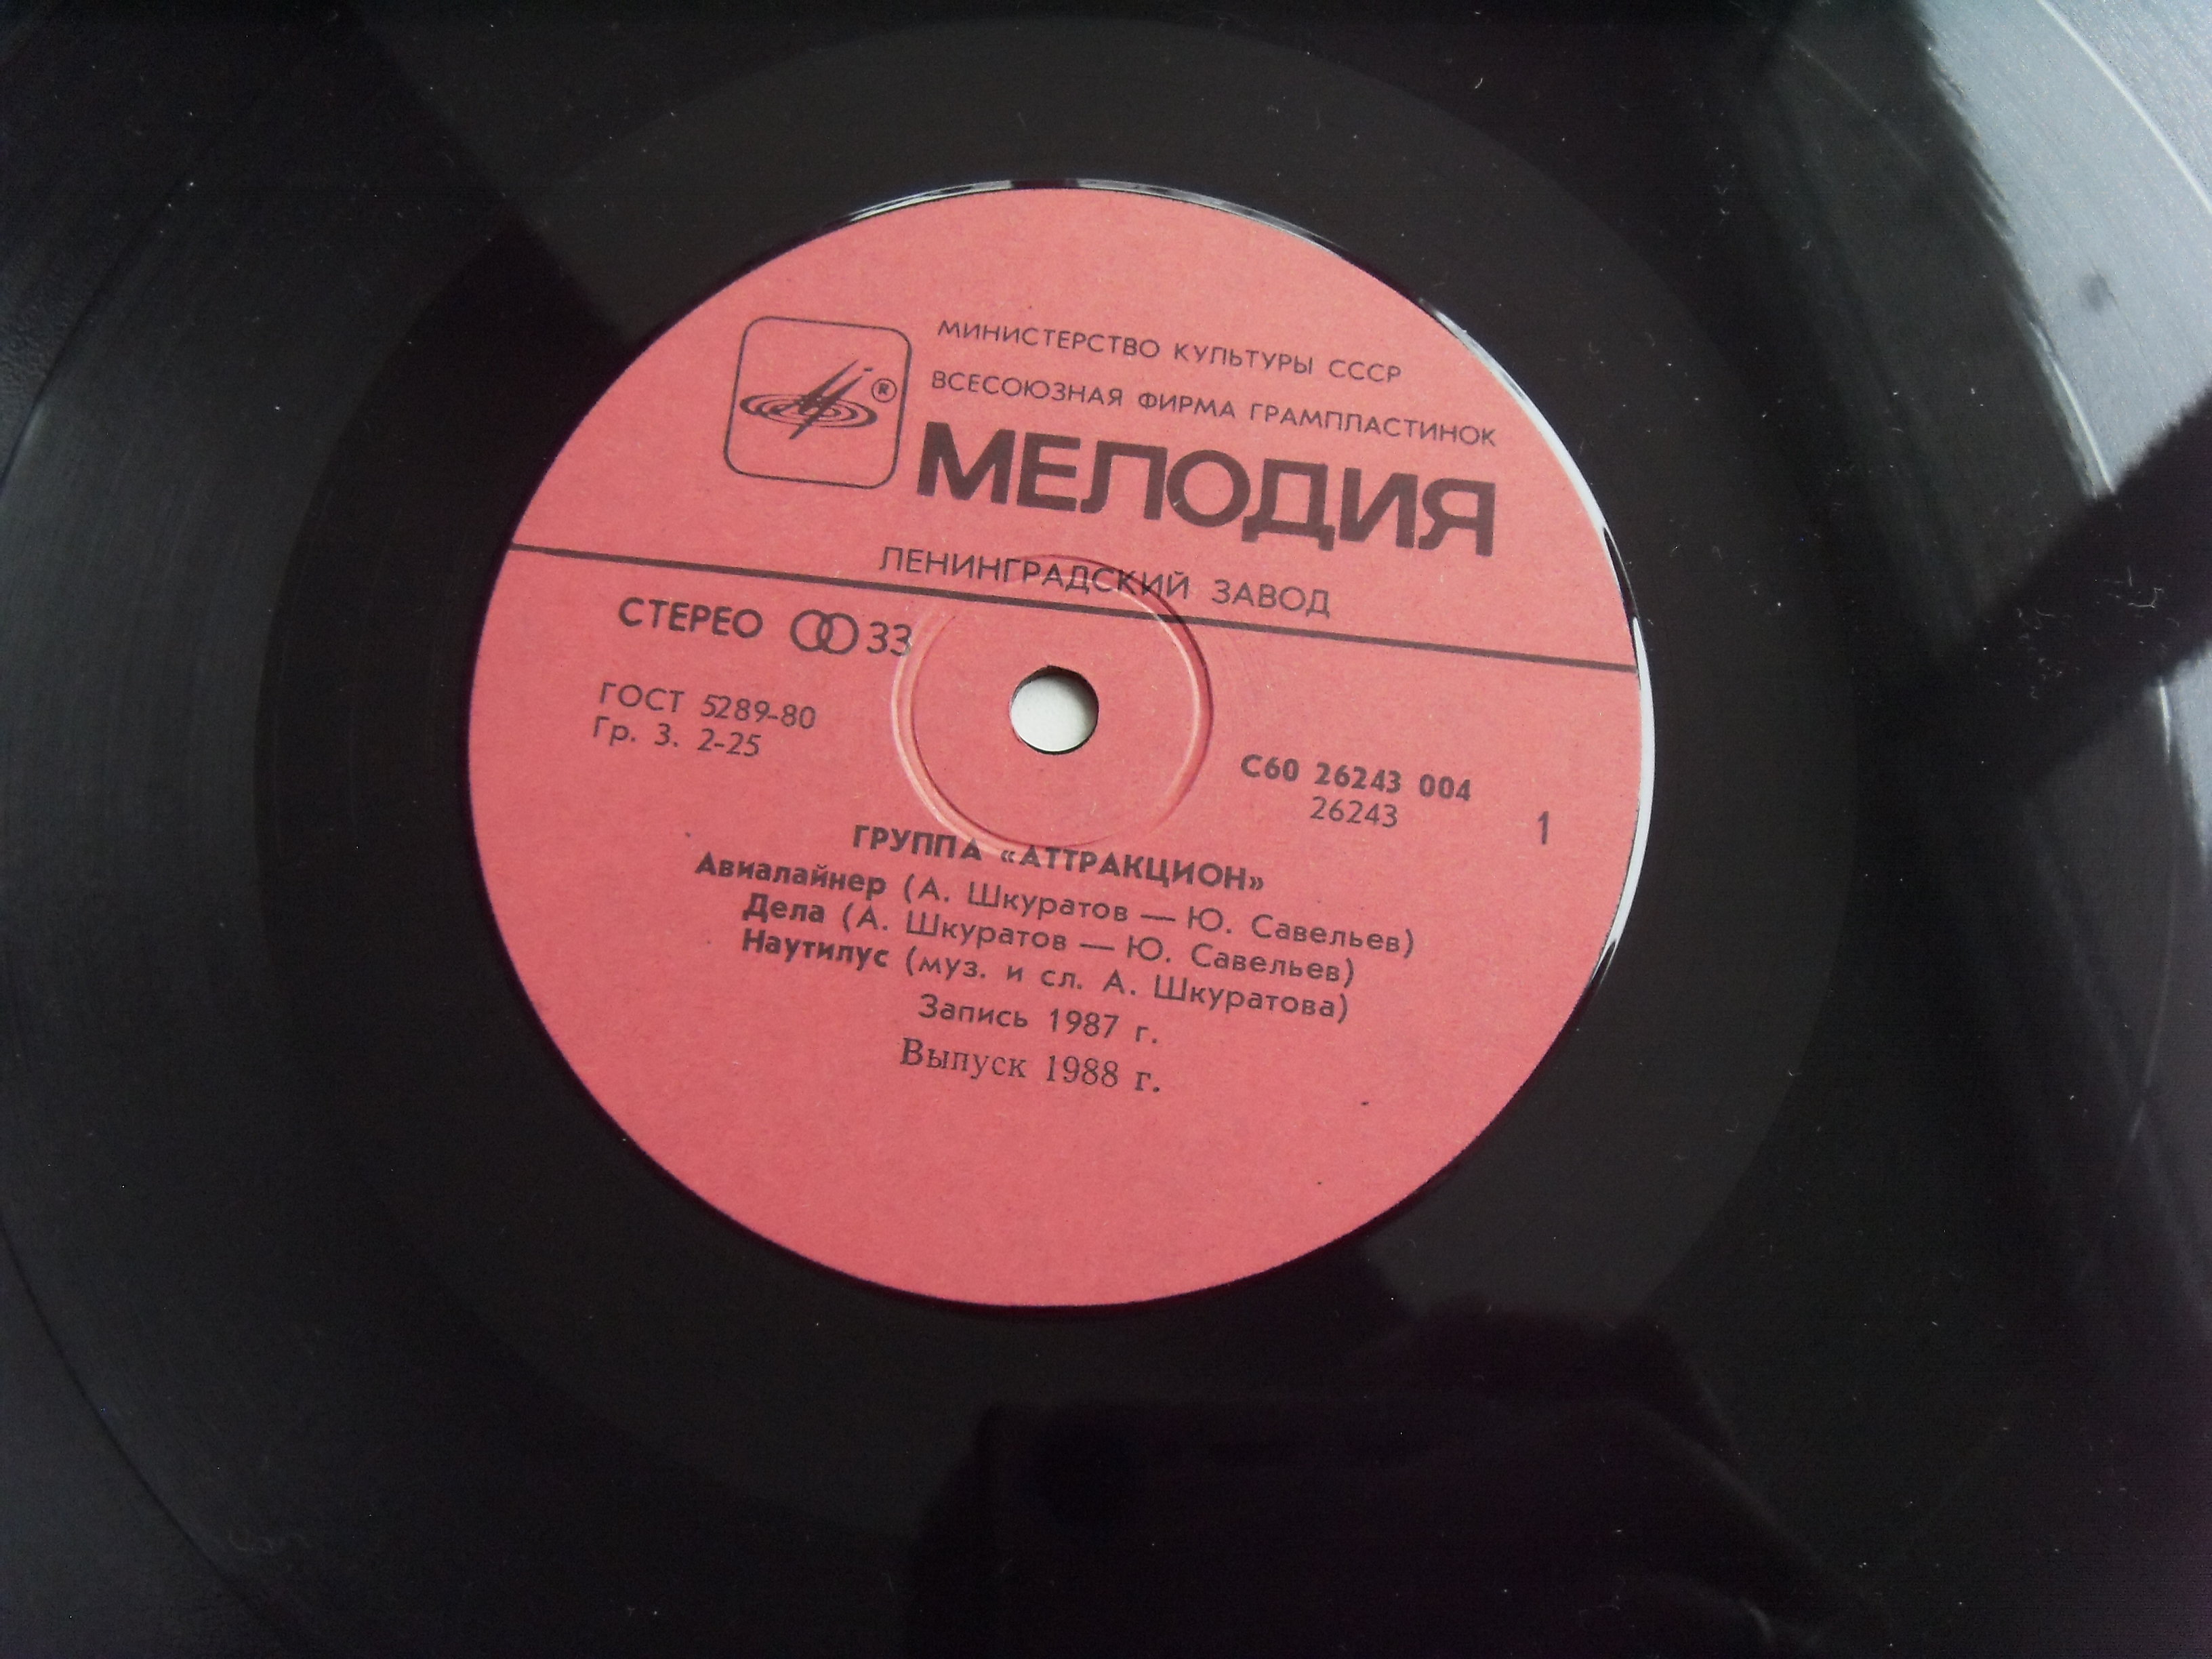 МИНИСТЕРСТВО КУЛЬТУРЫ СССР
ВСЕСОЮЗНАЯ ФИРМА ГРАМПЛАСТИНОК
®
МЕЛОДИЯ
ЛЕНИНГРАДСКИЙ ЗАВОД
СТЕРЕО 33
ГОСТ 5289-80
Гр. 3. 2-25
С60 26243 004
26243
1
ГРУППА «АТТРАКЦИОН»
Авиалайнер (А. Шкуратов — Ю. Савельев)
Дела (А. Шкуратов — Ю. Савельев)
Наутилус (муз. и сл. А. Шкуратова)
Запись 1987 г.
Выпуск 1988 г.